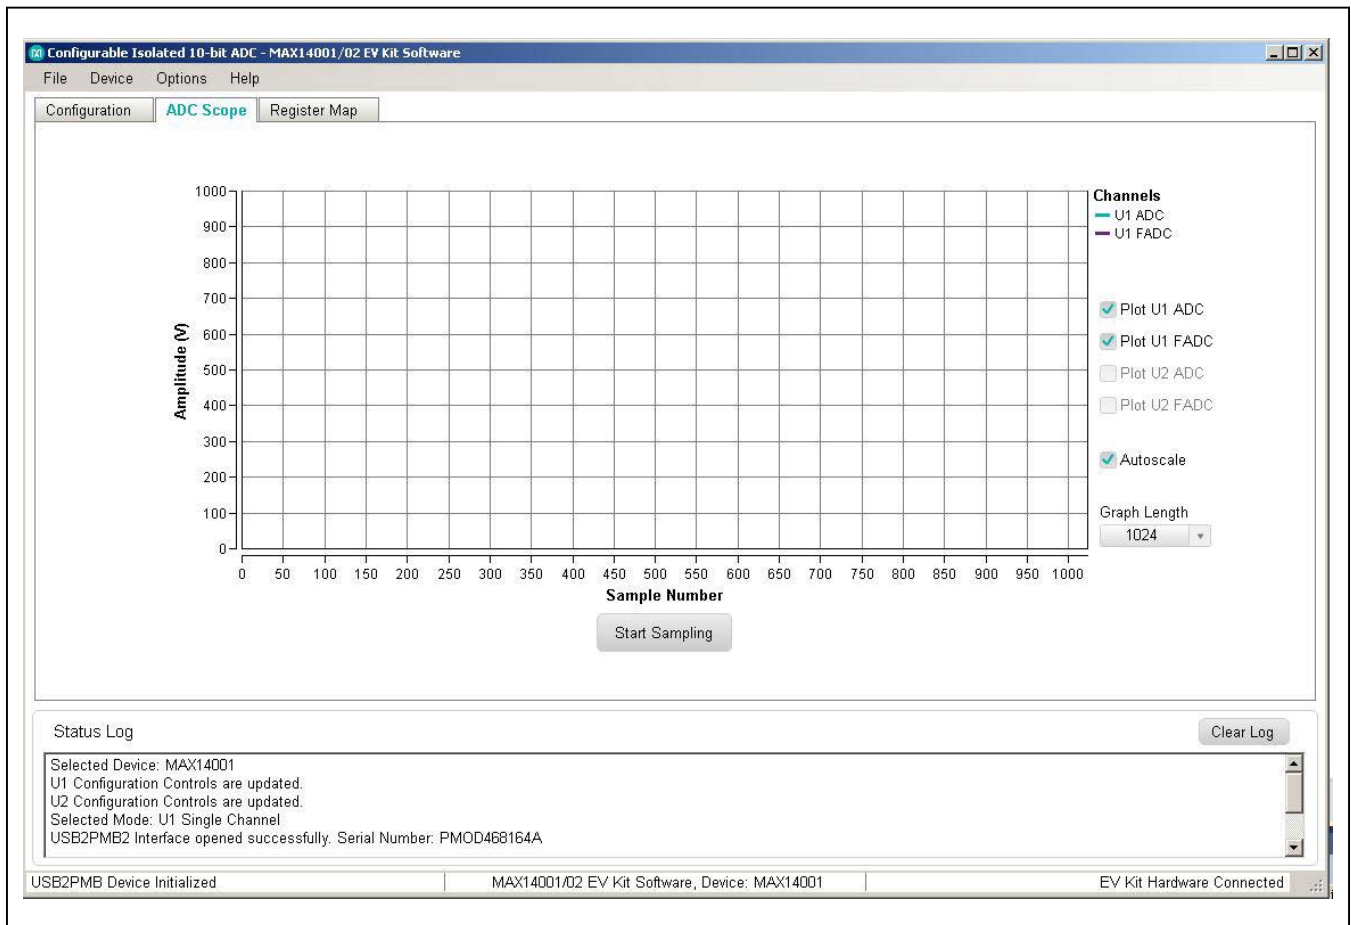 Configurable Isolated 10-bit ADC - MAX14001/02 EV Kit Software
File Device Options Help
Configuration ADC Scope Register Map
1000
900
800
700
600
500
400
300
200
100
0
Amplitude (V)
0 50 100 150 200 250 300 350 400 450 500 550 600 650 700 750 800 850 900 950 1000
Sample Number
Channels
U1 ADC
U1 FADC
Plot U1 ADC
Plot U1 FADC
Plot U2 ADC
Plot U2 FADC
Autoscale
Graph Length
1024
Start Sampling
Status Log
Clear Log
Selected Device: MAX14001
U1 Configuration Controls are updated.
U2 Configuration Controls are updated.
Selected Mode: U1 Single Channel
USB2PMB2 Interface opened successfully. Serial Number: PMOD468164A
USB2PMB Device Initialized
MAX14001/02 EV Kit Software, Device: MAX14001
EV Kit Hardware Connected